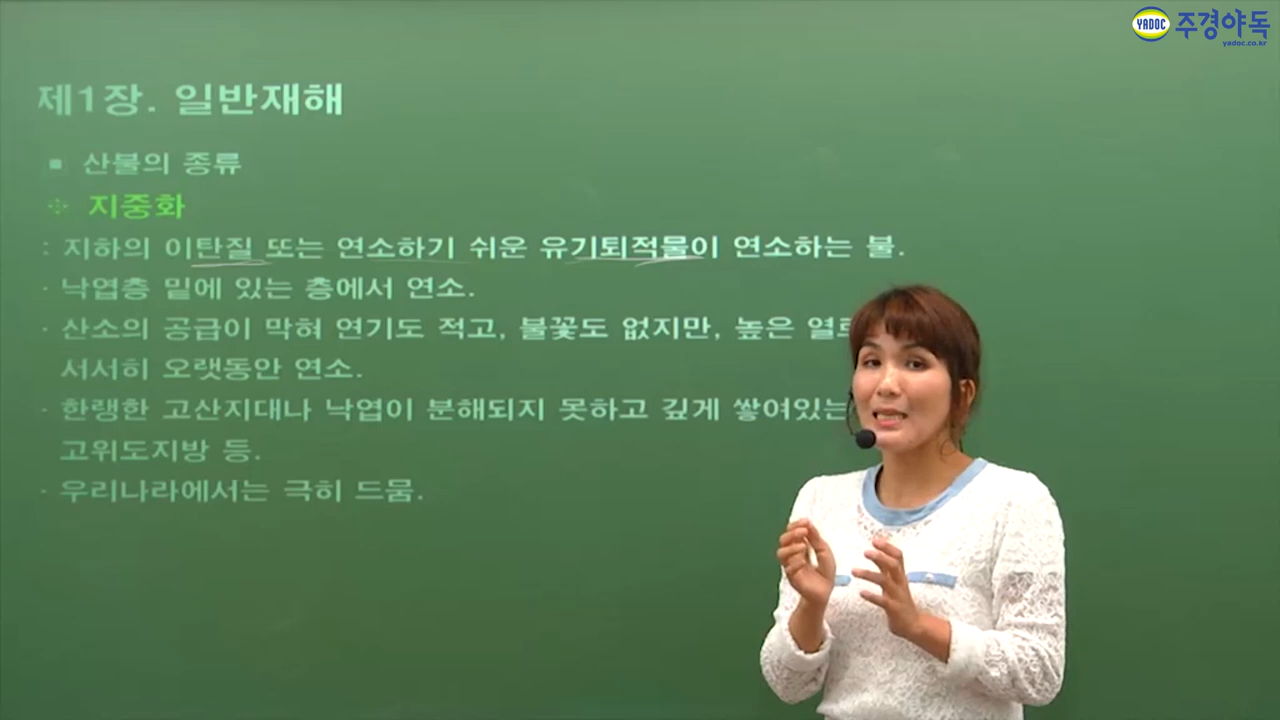 YADOC 주경야독
yadoc.co.kr
제1장. 일반재해
▪ 산불의 종류
❖ 지중화
: 지하의 이탄질 또는 연소하기 쉬운 유기퇴적물이 연소하는 불.
· 낙엽층 밑에 있는 층에서 연소.
· 산소의 공급이 막혀 연기도 적고, 불꽃도 없지만, 높은
서서히 오랫동안 연소.
· 한랭한 고산지대나 낙엽이 분해되지 못하고 깊게 쌓여있는
고위도지방 등.
· 우리나라에서는 극히 드뭄.